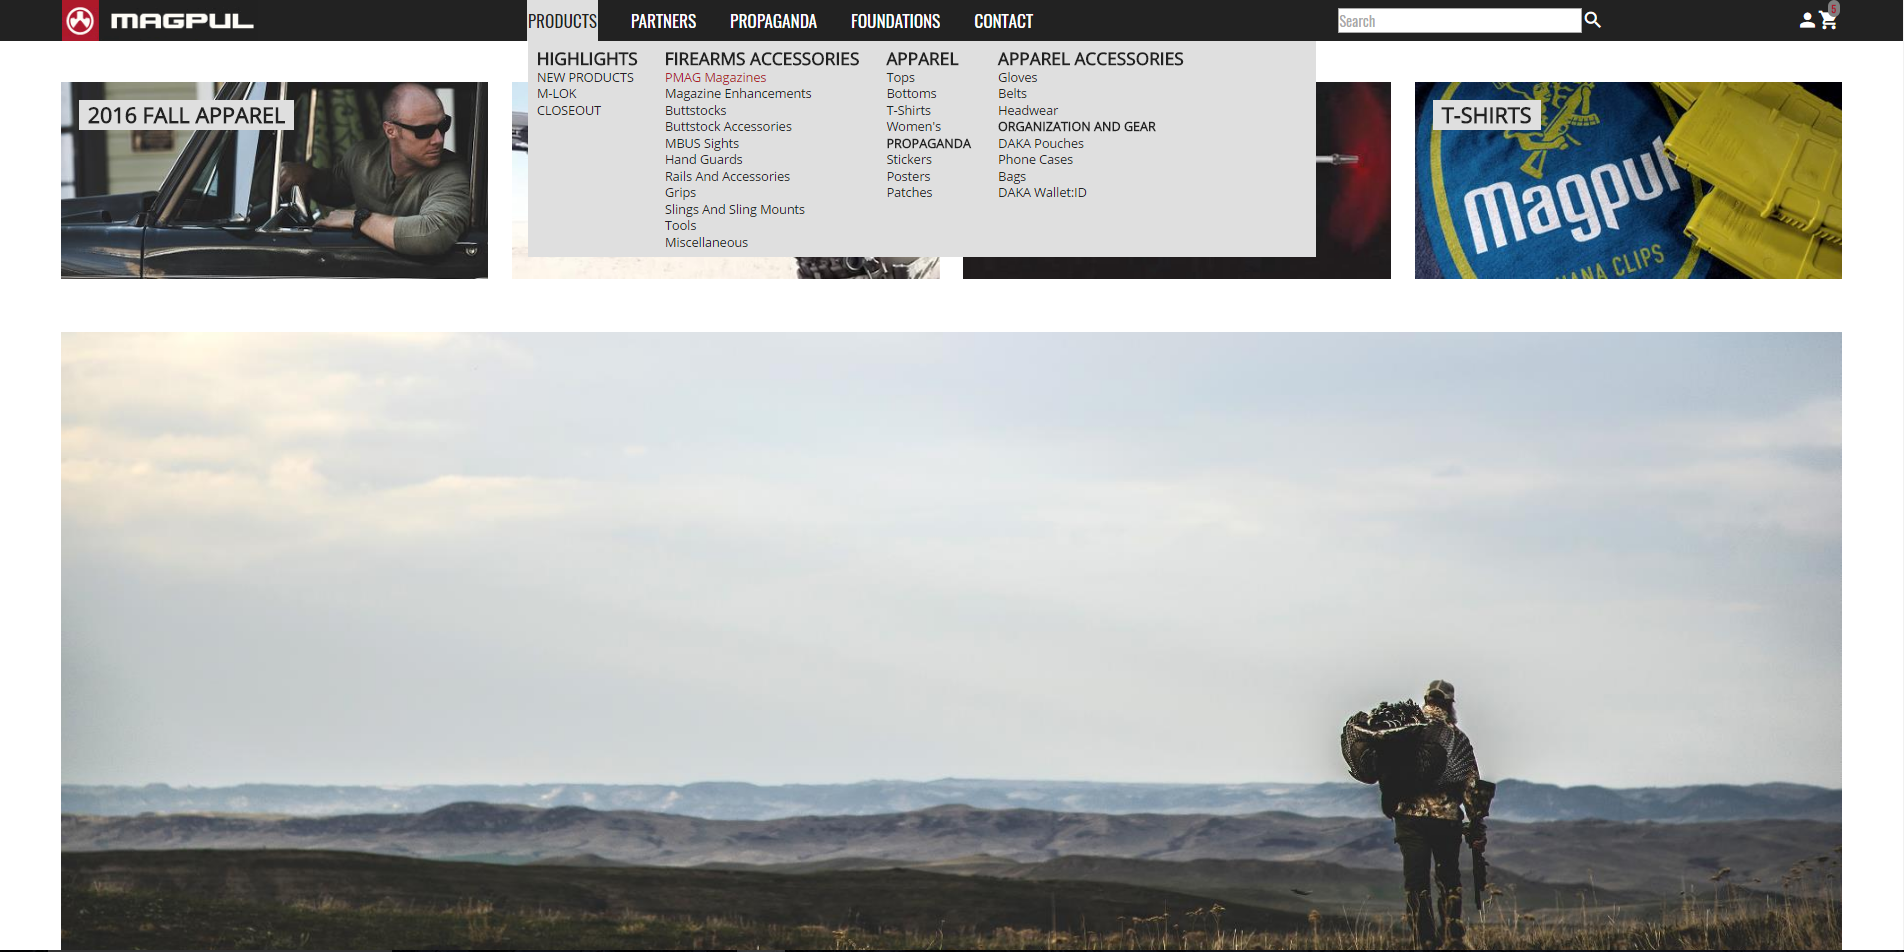 MAGPUL
PRODUCTS
PARTNERS
PROPAGANDA
FOUNDATIONS
CONTACT
Search
5
HIGHLIGHTS
NEW PRODUCTS
M-LOK
CLOSEOUT
FIREARMS ACCESSORIES
PMAG Magazines
Magazine Enhancements
Buttstocks
Buttstock Accessories
MBUS Sights
Hand Guards
Rails And Accessories
Grips
Slings And Sling Mounts
Tools
Miscellaneous
APPAREL
Tops
Bottoms
T-Shirts
Women's
PROPAGANDA
Stickers
Posters
Patches
APPAREL ACCESSORIES
Gloves
Belts
Headwear
ORGANIZATION AND GEAR
DAKA Pouches
Phone Cases
Bags
DAKA Wallet:ID
2016 FALL APPAREL
T-SHIRTS
Magpul
ANA CLIPS